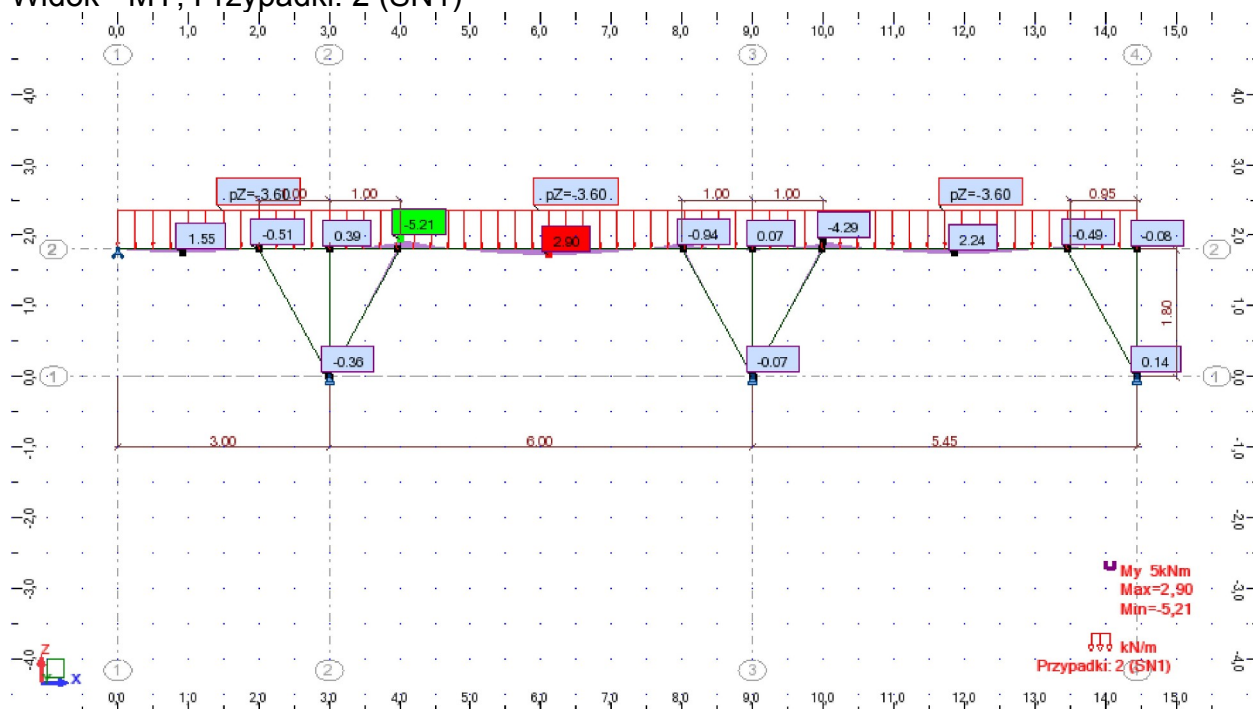 Widok - MY; Przypadki: 2 (SN1)
0,0 1,0 2,0 3,0 4,0 5,0 6,0 7,0 8,0 9,0 10,0 11,0 12,0 13,0 14,0 15,0
1 2 3 4
4,0 4,0
3,0 3,0
pZ=-3.60 pZ=-3.60 pZ=-3.60
1.00 1.00 1.00 0.95
-5.21
1.55 -0.51 0.39 2.90 -0.94 0.07 -4.29 2.24 -0.49 -0.08
2,0 2 2 2,0
1,0 1.80 1,0
-0.36 -0.07 0.14
0,0 1 1 0,0
3.00 6.00 5.45
-1,0 -1,0
-2,0 -2,0
My 5kNm
-3,0 Max=2,90 -3,0
Min=-5,21
kN/m
-4,0 Z Przypadki: 2 (SN1) -4,0
1 2 3
X
0,0 1,0 2,0 3,0 4,0 5,0 6,0 7,0 8,0 9,0 10,0 11,0 12,0 13,0 14,0 15,0